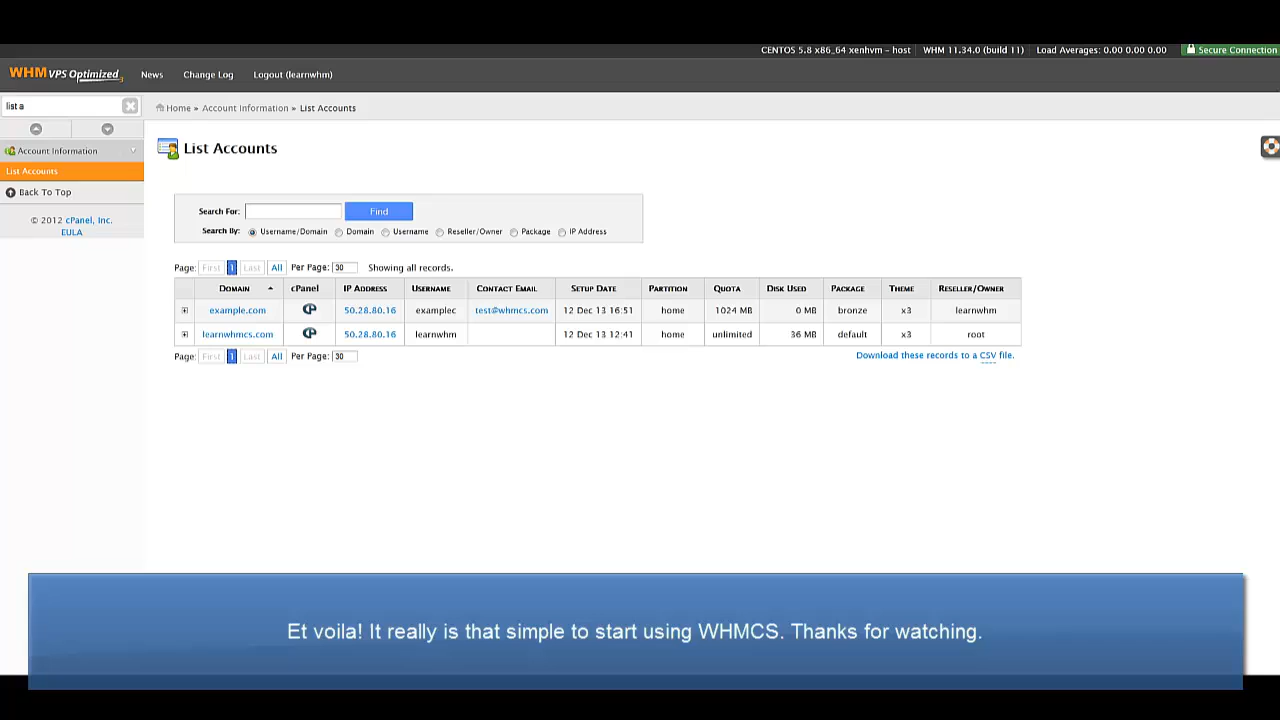 CENTOS 5.8 x86_64 xenhvm – host WHM 11.34.0 (build 11) Load Averages: 0.00 0.00 0.00 Secure Connection
WHM VPS Optimized News Change Log Logout (learnwhm)
list a
Home » Account Information » List Accounts
Account Information
List Accounts
Back To Top
© 2012 cPanel, Inc.
EULA
List Accounts
Search For: Find
Search By: Username/Domain Domain Username Reseller/Owner Package IP Address
Page: First 1 Last All Per Page: 30 Showing all records.
DOMAIN cPanel IP ADDRESS USERNAME CONTACT EMAIL SETUP DATE PARTITION QUOTA DISK USED PACKAGE THEME RESELLER/OWNER
example.com 50.28.80.16 examplec test@whmcs.com 12 Dec 13 16:51 home 1024 MB 0 MB bronze x3 learnwhm
learnwhmcs.com 50.28.80.16 learnwhm 12 Dec 13 12:41 home unlimited 36 MB default x3 root
Page: First 1 Last All Per Page: 30
Download these records to a CSV file.
Et voila! It really is that simple to start using WHMCS. Thanks for watching.